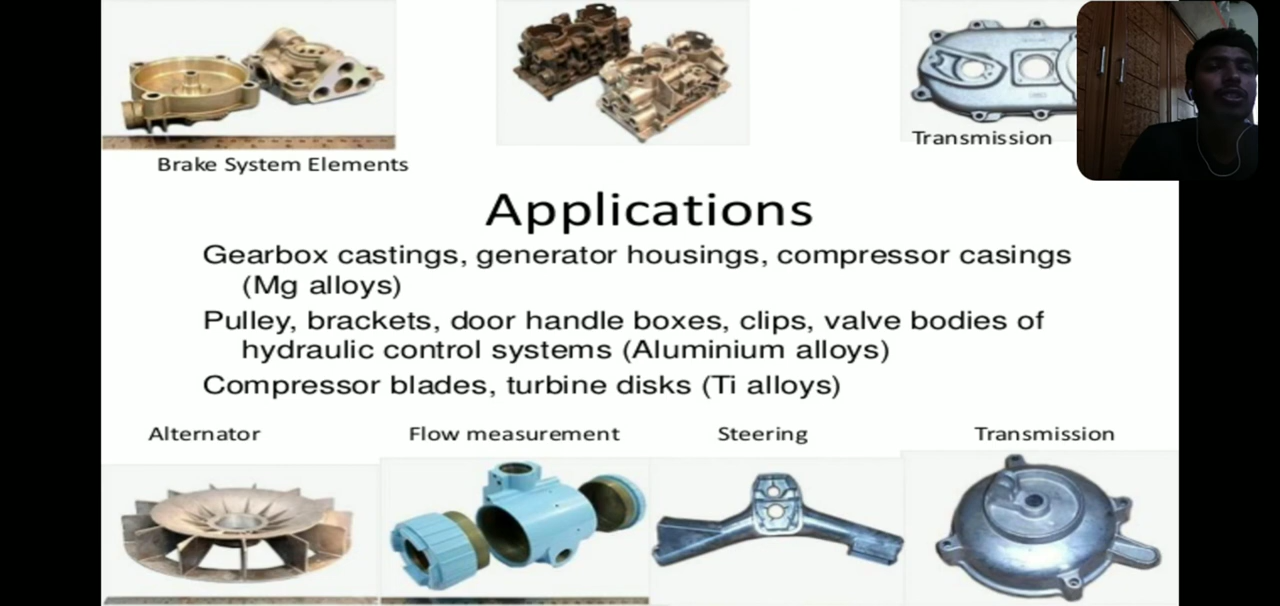 Transmission
Brake System Elements
Applications
Gearbox castings, generator housings, compressor casings
(Mg alloys)
Pulley, brackets, door handle boxes, clips, valve bodies of
hydraulic control systems (Aluminium alloys)
Compressor blades, turbine disks (Ti alloys)
Alternator
Flow measurement
Steering
Transmission